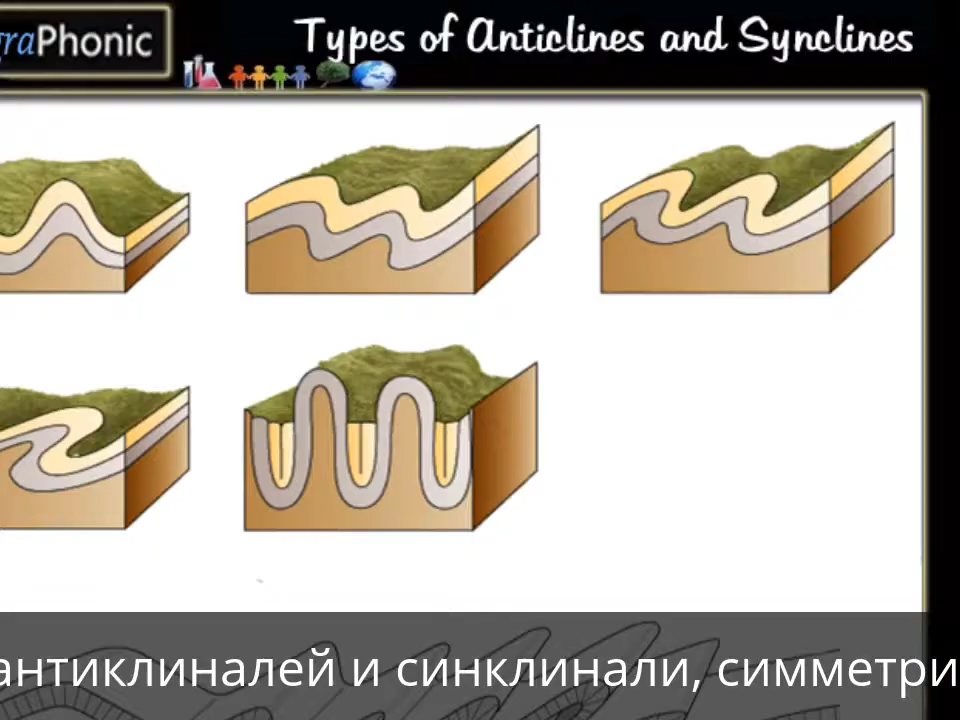 graPhonic
Types of Anticlines and Synclines
антиклиналей и синклинали, симметри